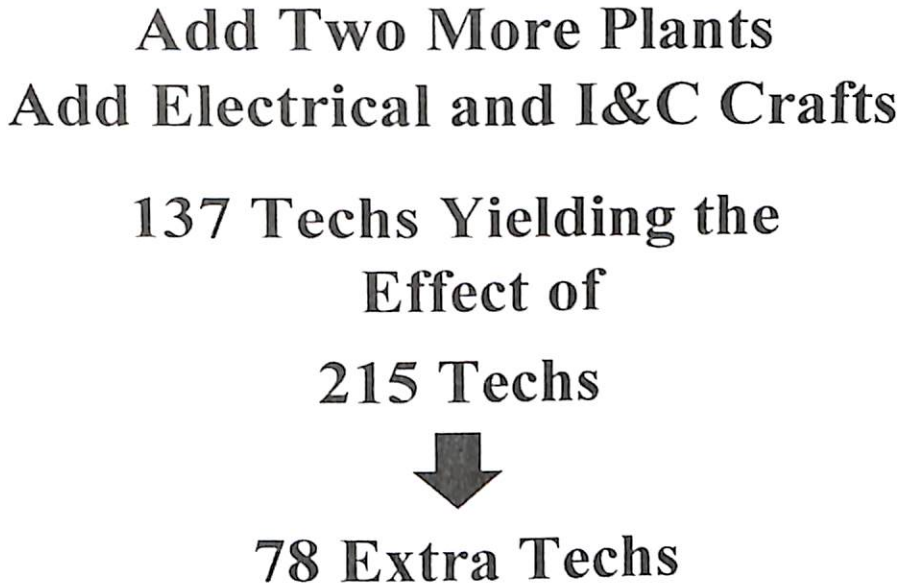 Add Two More Plants
Add Electrical and I&C Crafts
137 Techs Yielding the
Effect of
215 Techs
78 Extra Techs